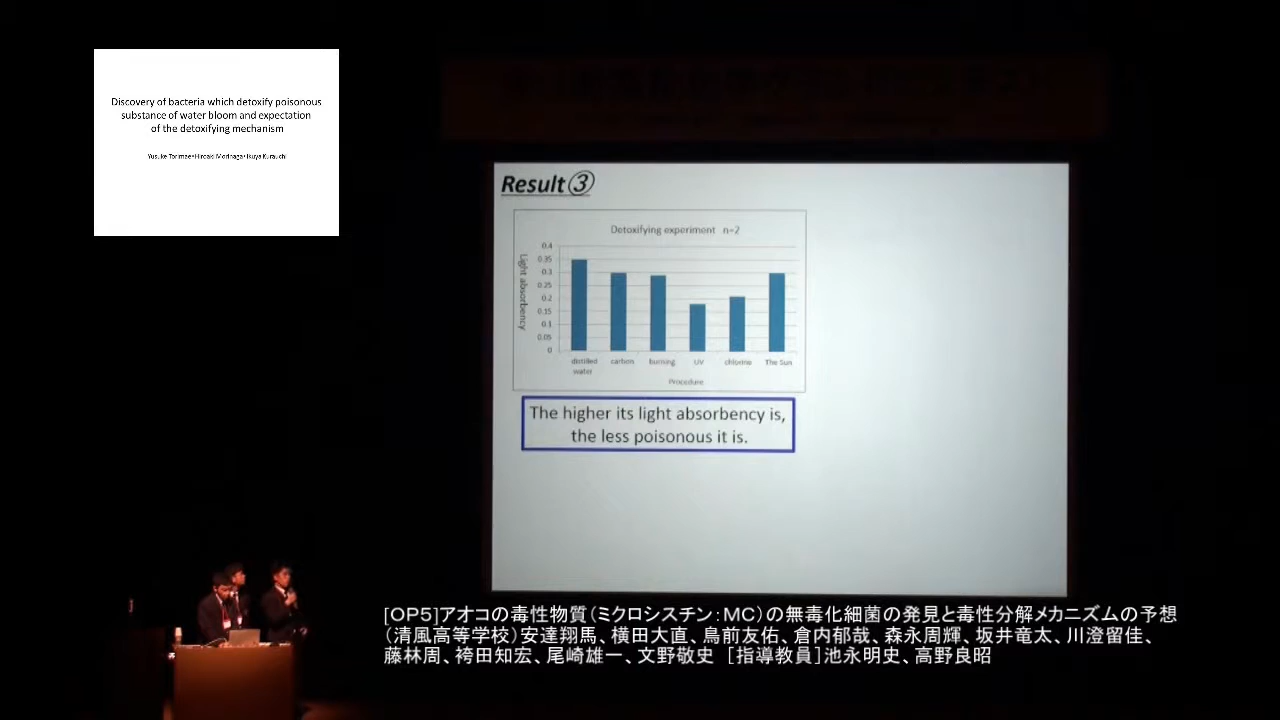 Discovery of bacteria which detoxify poisonous
substance of water bloom and expectation
of the detoxifying mechanism
Yusuke Torimae・Hiroaki Morinaga・Ikuya Kurauchi
Result③
Detoxifying experiment n=2
Light absorbency
0.4
0.35
0.3
0.25
0.2
0.15
0.1
0.05
0
distilled water carbon burning UV chlorine The Sun
Procedure
The higher its light absorbency is,
the less poisonous it is.
[OP5]アオコの毒性物質(ミクロシスチン:MC)の無毒化細菌の発見と毒性分解メカニズムの予想
(清風高等学校)安達翔馬、横田大直、鳥前友佑、倉内郁哉、森永周輝、坂井竜太、川澄留佳、
藤林周、袴田知宏、尾崎雄一、文野敬史 [指導教員]池永明史、高野良昭